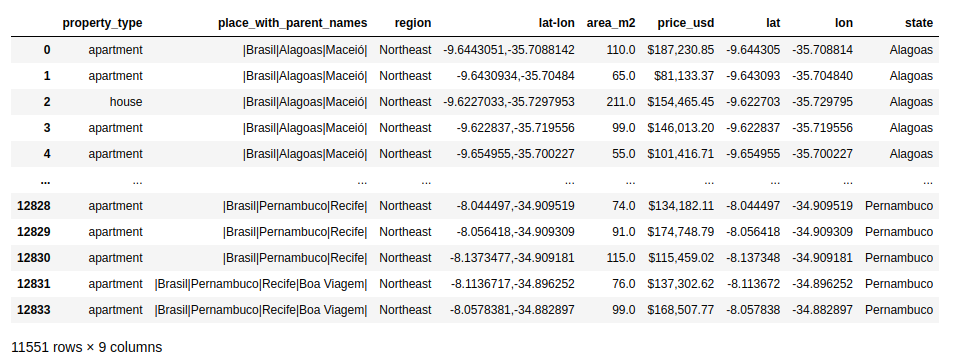 property_type place_with_parent_names region lat-lon area_m2 price_usd lat lon state
0 apartment |Brasil|Alagoas|Maceió| Northeast -9.6443051,-35.7088142 110.0 $187,230.85 -9.644305 -35.708814 Alagoas
1 apartment |Brasil|Alagoas|Maceió| Northeast -9.6430934,-35.70484 65.0 $81,133.37 -9.643093 -35.704840 Alagoas
2 house |Brasil|Alagoas|Maceió| Northeast -9.6227033,-35.7297953 211.0 $154,465.45 -9.622703 -35.729795 Alagoas
3 apartment |Brasil|Alagoas|Maceió| Northeast -9.622837,-35.719556 99.0 $146,013.20 -9.622837 -35.719556 Alagoas
4 apartment |Brasil|Alagoas|Maceió| Northeast -9.654955,-35.700227 55.0 $101,416.71 -9.654955 -35.700227 Alagoas
... ... ... ... ... ... ... ... ... ...
12828 apartment |Brasil|Pernambuco|Recife| Northeast -8.044497,-34.909519 74.0 $134,182.11 -8.044497 -34.909519 Pernambuco
12829 apartment |Brasil|Pernambuco|Recife| Northeast -8.056418,-34.909309 91.0 $174,748.79 -8.056418 -34.909309 Pernambuco
12830 apartment |Brasil|Pernambuco|Recife| Northeast -8.1373477,-34.909181 115.0 $115,459.02 -8.137348 -34.909181 Pernambuco
12831 apartment |Brasil|Pernambuco|Recife|Boa Viagem| Northeast -8.1136717,-34.896252 76.0 $137,302.62 -8.113672 -34.896252 Pernambuco
12833 apartment |Brasil|Pernambuco|Recife|Boa Viagem| Northeast -8.0578381,-34.882897 99.0 $168,507.77 -8.057838 -34.882897 Pernambuco
11551 rows × 9 columns